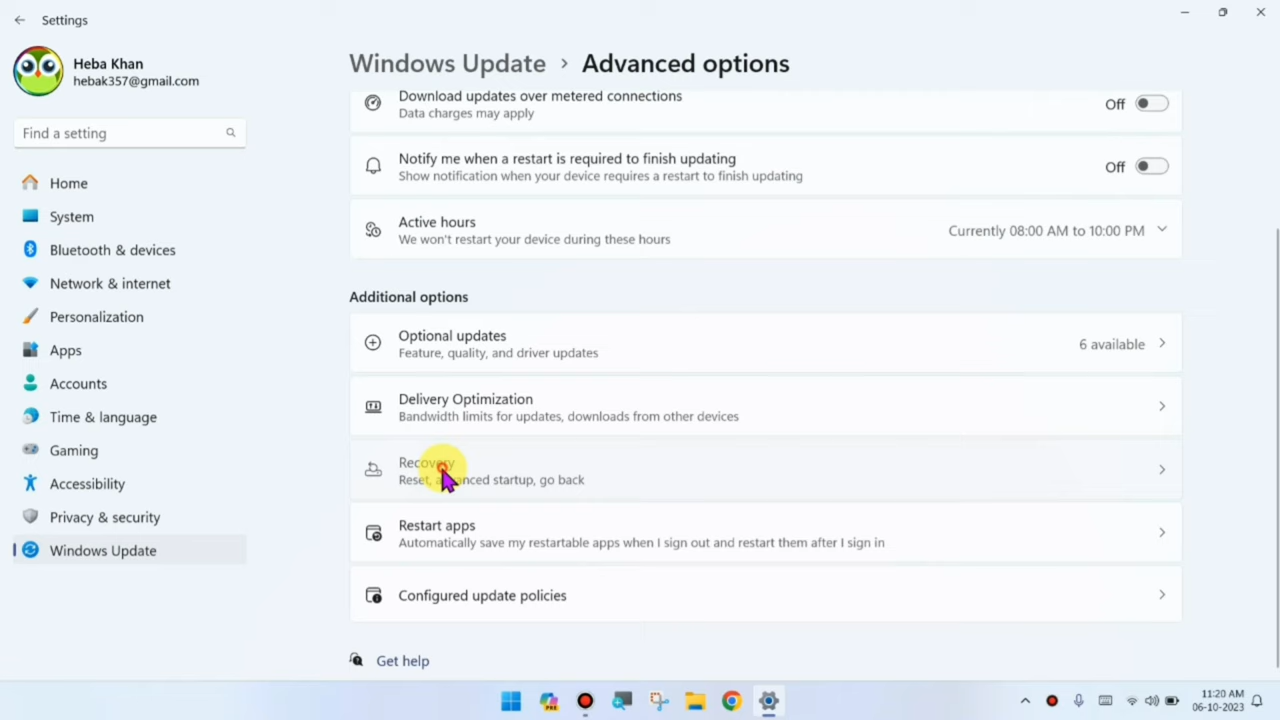 Settings
Heba Khan
hebak357@gmail.com
Find a setting
Home
System
Bluetooth & devices
Network & internet
Personalization
Apps
Accounts
Time & language
Gaming
Accessibility
Privacy & security
Windows Update
Windows Update > Advanced options
Download updates over metered connections
Data charges may apply
Off
Notify me when a restart is required to finish updating
Show notification when your device requires a restart to finish updating
Off
Active hours
We won't restart your device during these hours
Currently 08:00 AM to 10:00 PM
Additional options
Optional updates
Feature, quality, and driver updates
6 available
Delivery Optimization
Bandwidth limits for updates, downloads from other devices
Recovery
Reset, advanced startup, go back
Restart apps
Automatically save my restartable apps when I sign out and restart them after I sign in
Configured update policies
Get help
PRE
11:20 AM
06-10-2023